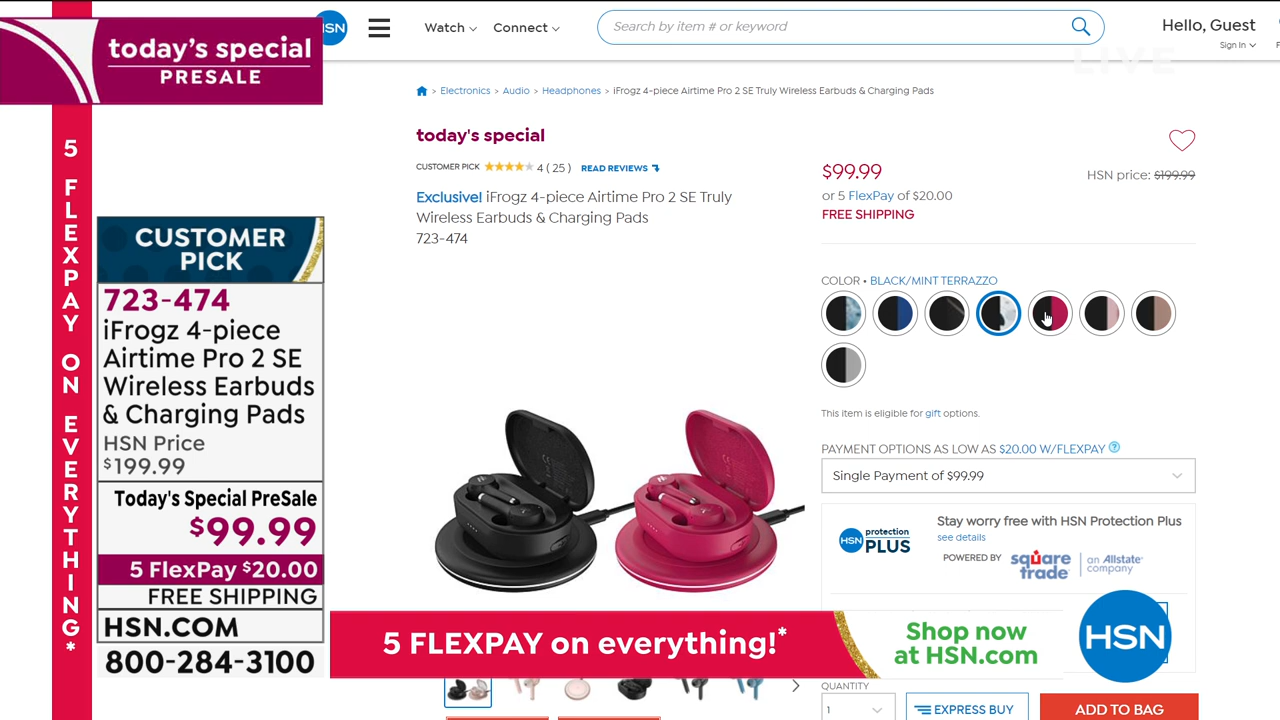 today's special
PRESALE
5 FLEXPAY ON EVERYTHING*
CUSTOMER
PICK
723-474
iFrogz 4-piece
Airtime Pro 2 SE
Wireless Earbuds
& Charging Pads
HSN Price
$199.99
Today's Special PreSale
$99.99
5 FlexPay $20.00
FREE SHIPPING
HSN.COM
800-284-3100
HSN
Watch
Connect
Search by item # or keyword
Hello, Guest
Sign In
LIVE
> Electronics > Audio > Headphones > iFrogz 4-piece Airtime Pro 2 SE Truly Wireless Earbuds & Charging Pads
today's special
CUSTOMER PICK 4 ( 25 ) READ REVIEWS
Exclusive! iFrogz 4-piece Airtime Pro 2 SE Truly
Wireless Earbuds & Charging Pads
723-474
$99.99
HSN price: $199.99
or 5 FlexPay of $20.00
FREE SHIPPING
COLOR • BLACK/MINT TERRAZZO
This item is eligible for gift options.
PAYMENT OPTIONS AS LOW AS $20.00 W/FLEXPAY ?
Single Payment of $99.99
HSN protection PLUS
Stay worry free with HSN Protection Plus
see details
POWERED BY square trade an Allstate company
5 FLEXPAY on everything!*
Shop now
at HSN.com
HSN
QUANTITY
1
EXPRESS BUY
ADD TO BAG